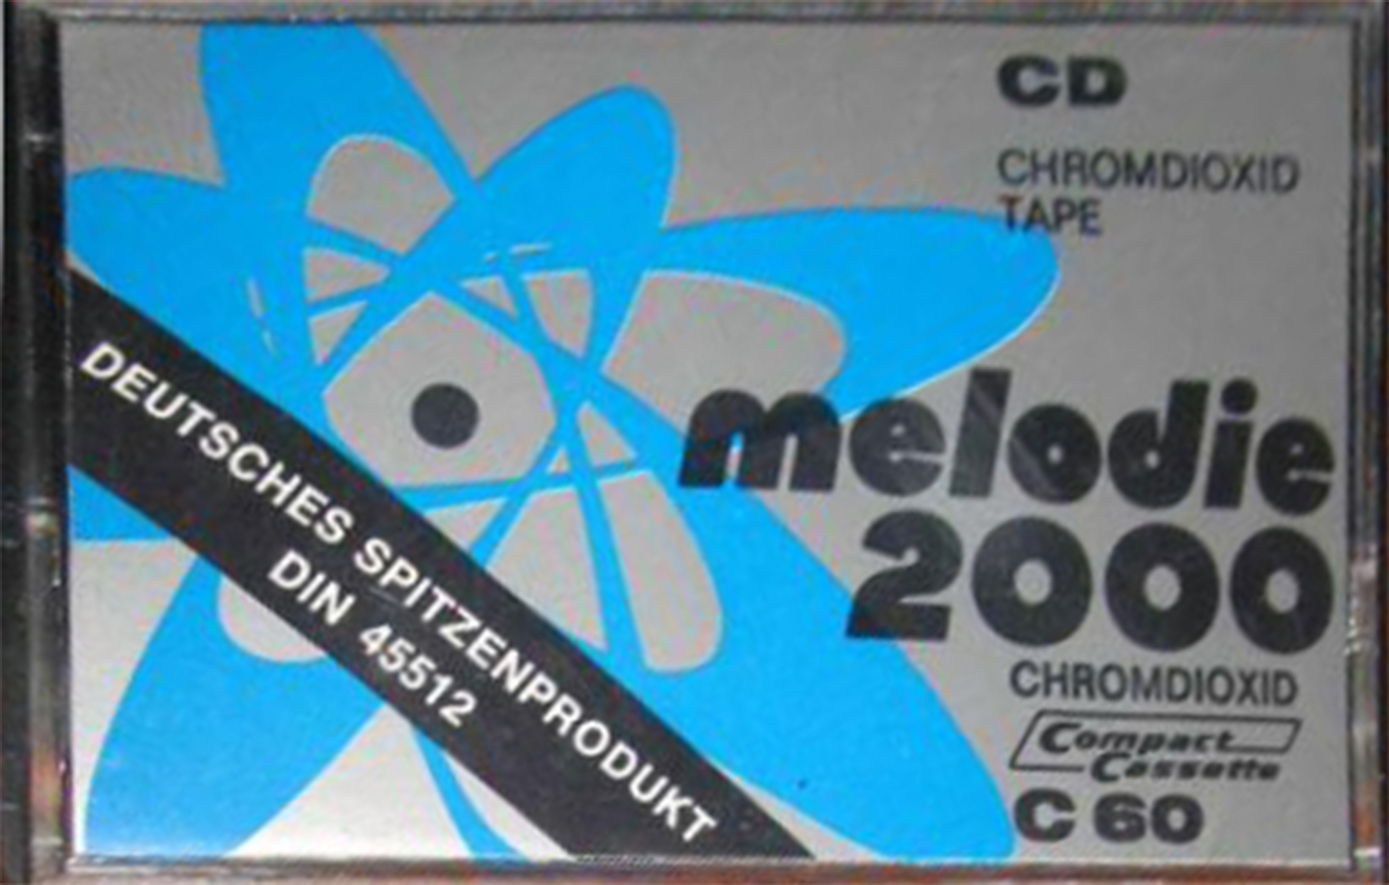 CD
CHROMDIOXID
TAPE
melodie
2000
CHROMDIOXID
Compact
Cassette
C 60
DEUTSCHES SPITZENPRODUKT
DIN 45512